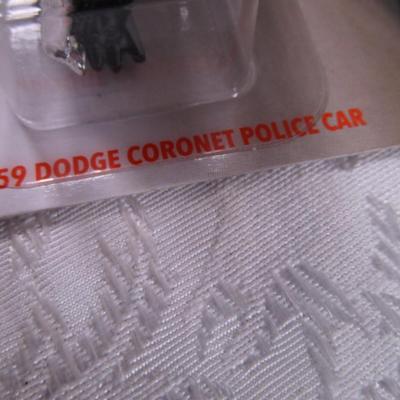 59 DODGE CORONET POLICE CAR